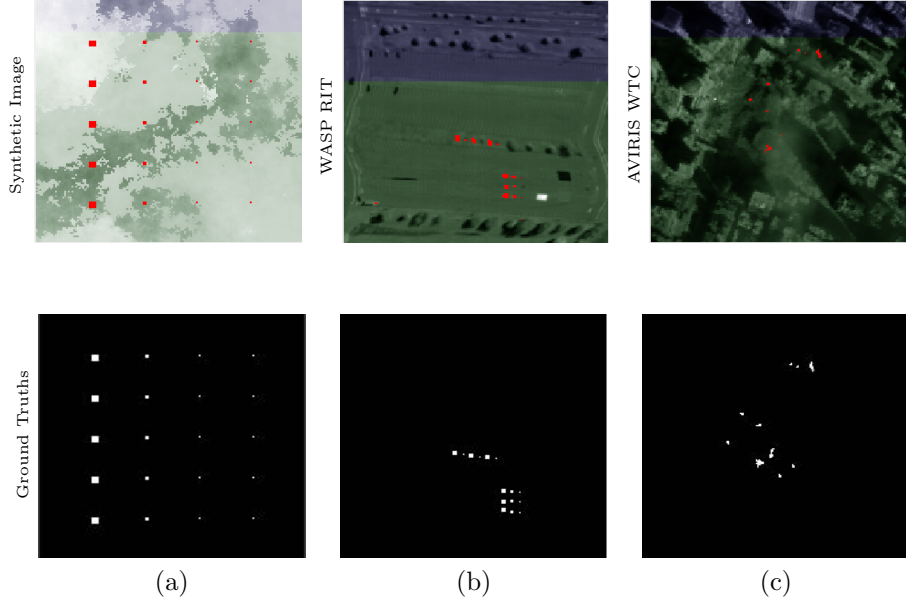 Synthetic Image
WASP RIT
AVIRIS WTC
Ground Truths
(a)
(b)
(c)